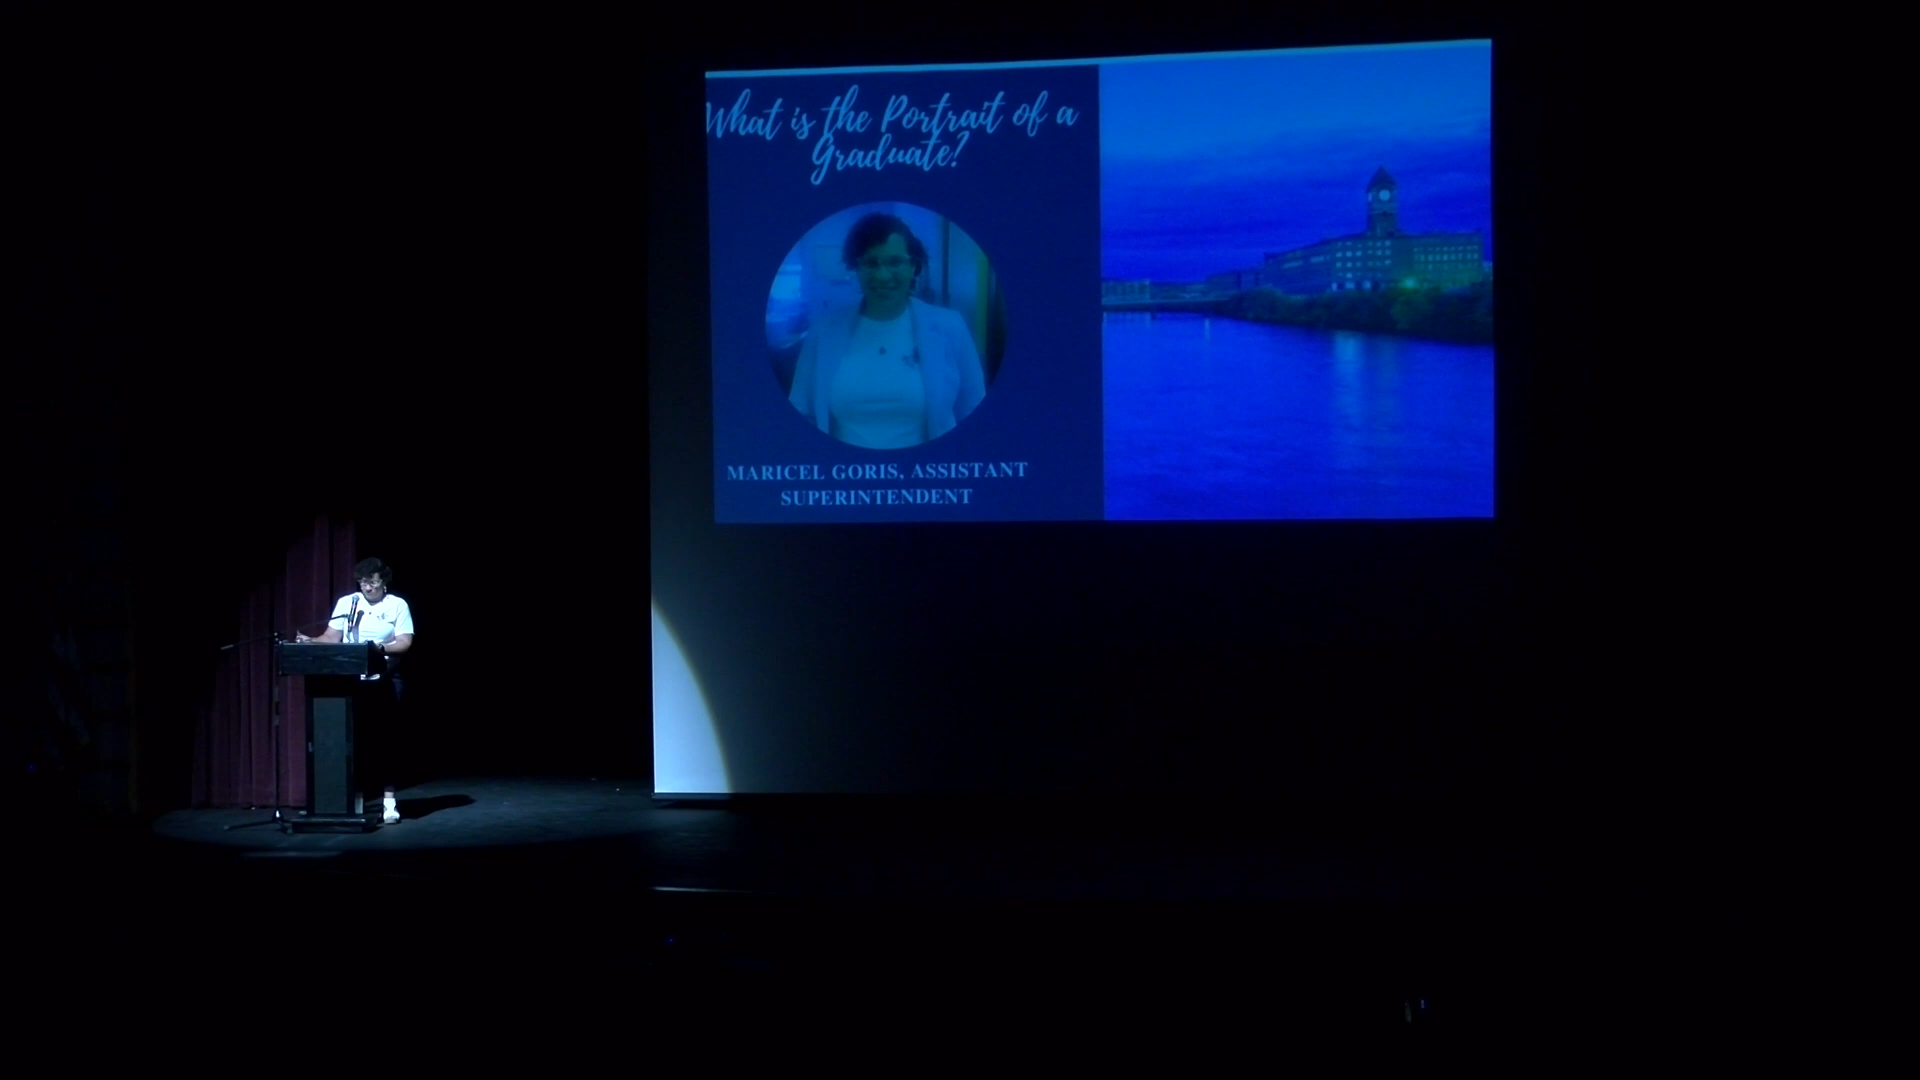 What is the Portrait of a
Graduate?
MARICEL GORIS, ASSISTANT
SUPERINTENDENT